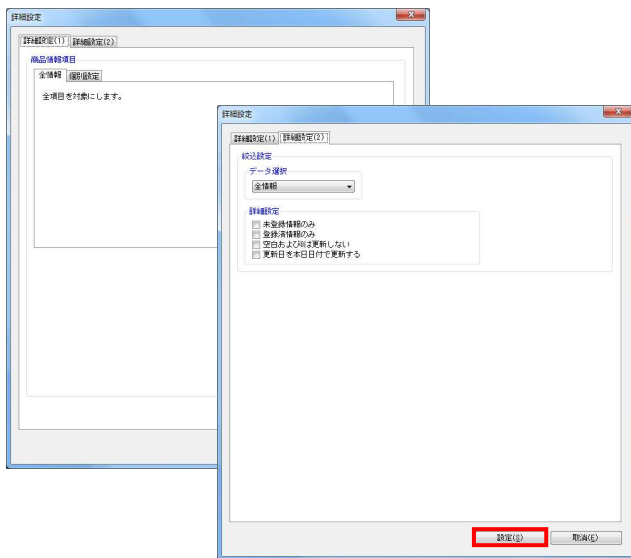 詳細設定
詳細設定(1) 詳細設定(2)
商品情報項目
全情報 個別設定
全項目を対象にします。
詳細設定
詳細設定(1) 詳細設定(2)
絞込設定
データ選択
全情報
詳細設定
未登録情報のみ
登録済情報のみ
空白および0は更新しない
更新日を本日日付で更新する
設定(S) 取消(E)